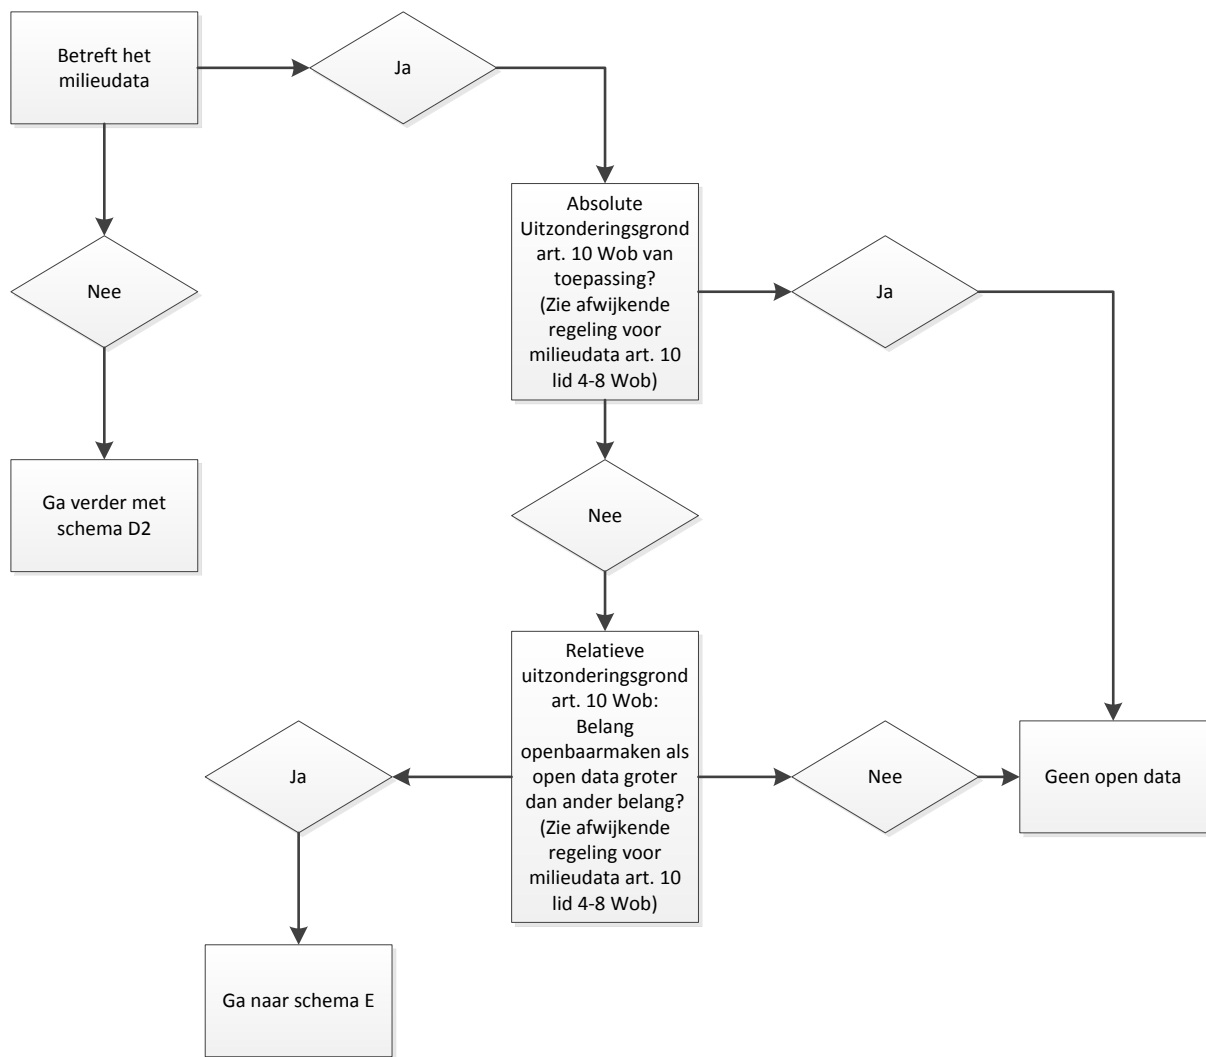 Betreft het
milieudata
Ja
Absolute
Uitzonderingsgrond
art. 10 Wob van
toepassing?
(Zie afwijkende
regeling voor
milieudata art. 10
lid 4-8 Wob)
Ja
Nee
Ga verder met
schema D2
Nee
Relatieve
uitzonderingsgrond
art. 10 Wob:
Belang
openbaarmaken als
open data groter
dan ander belang?
(Zie afwijkende
regeling voor
milieudata art. 10
lid 4-8 Wob)
Ja
Nee
Geen open data
Ga naar schema E